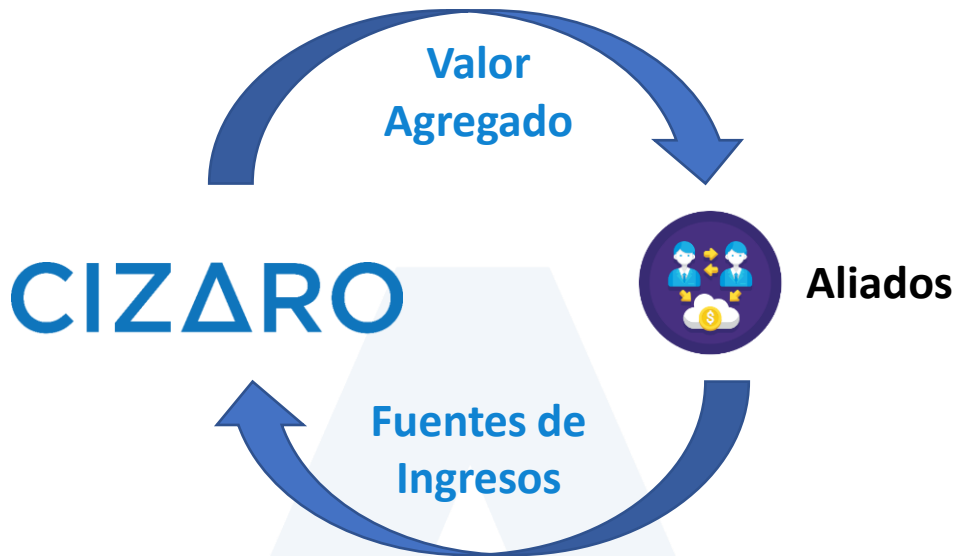 Valor
Agregado
CIZARO
Aliados
Fuentes de
Ingresos
$